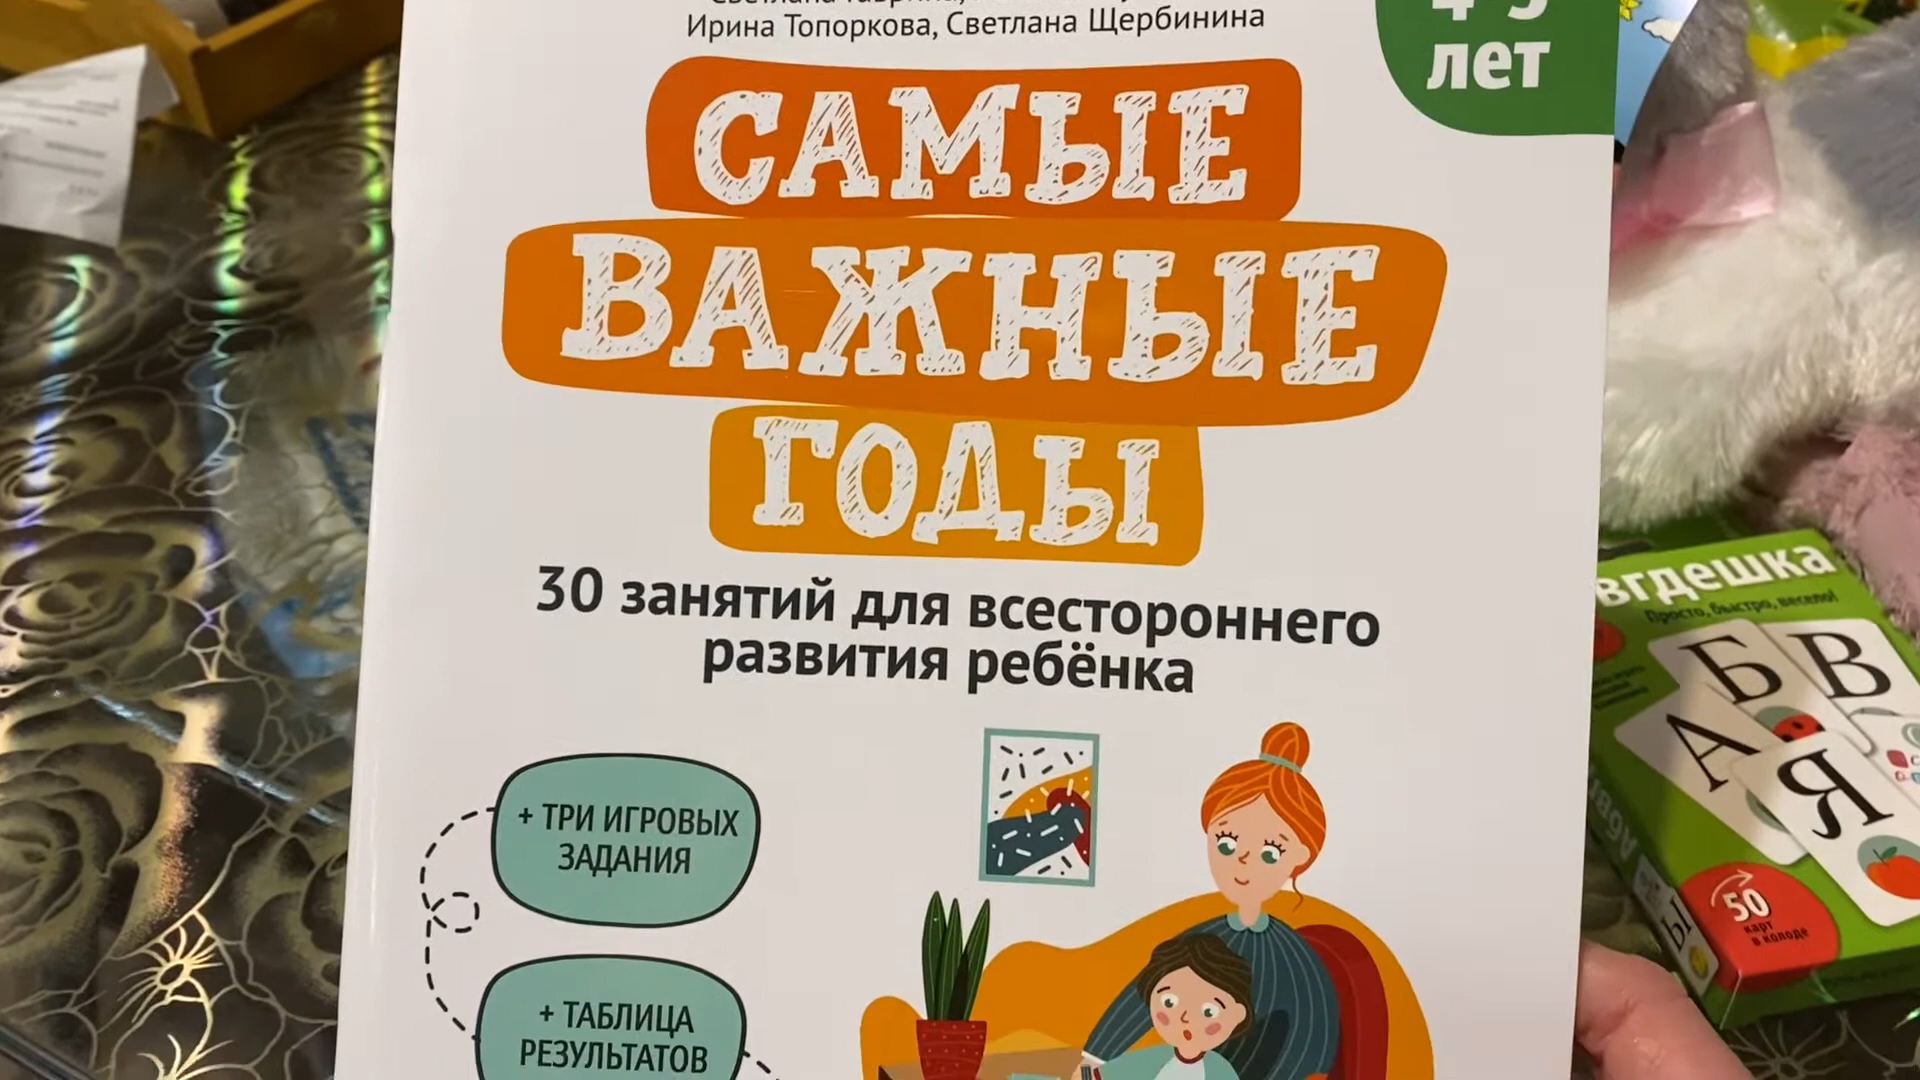 Ирина Топоркова, Светлана Щербинина
лет
САМЫЕ
ВАЖНЫЕ
ГОДЫ
30 занятий для всестороннего
развития ребёнка
+ ТРИ ИГРОВЫХ
ЗАДАНИЯ
+ ТАБЛИЦА
РЕЗУЛЬТАТОВ
вгдешка
Просто, быстро, весело!
Б
В
А
Я
Ы
50
карт
в колоде